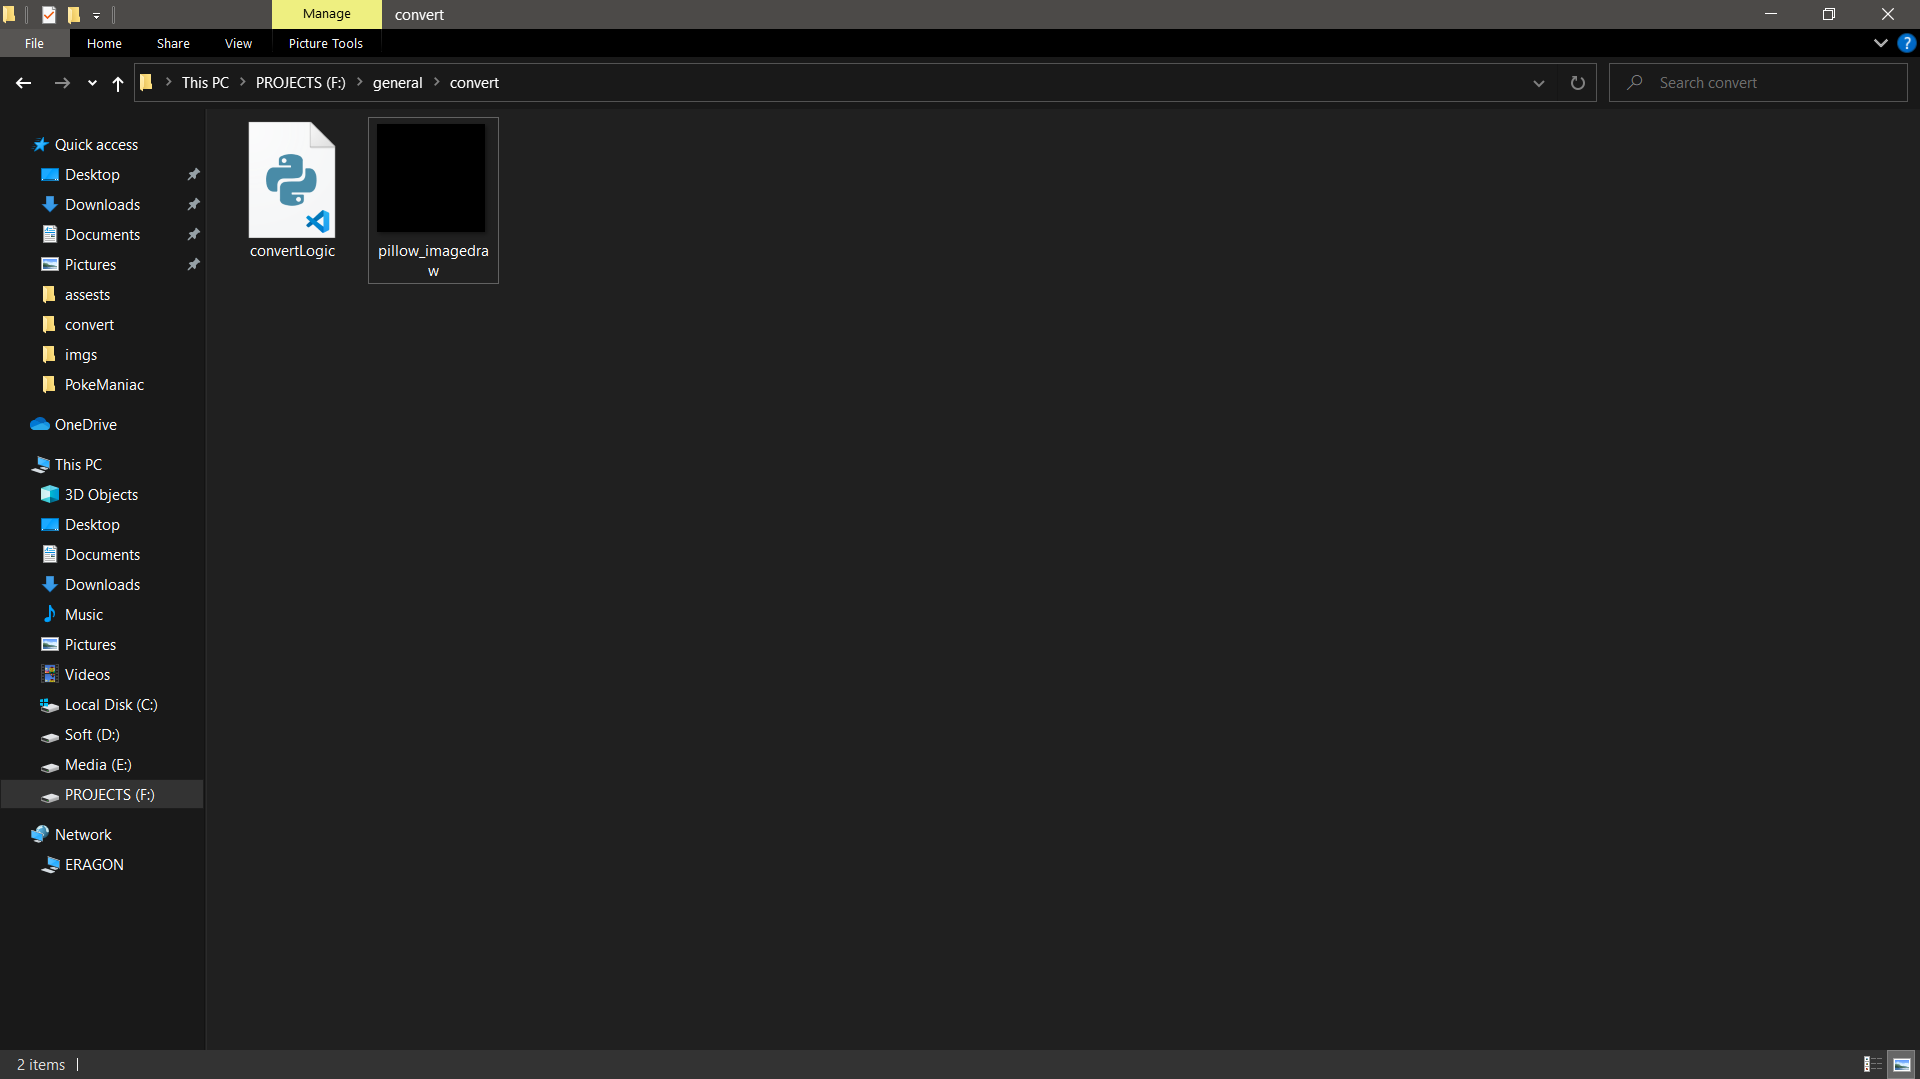 Manage
convert
File
Home
Share
View
Picture Tools
This PC
PROJECTS (F:)
general
convert
Search convert
Quick access
Desktop
Downloads
Documents
Pictures
assests
convert
imgs
PokeManiac
OneDrive
This PC
3D Objects
Desktop
Documents
Downloads
Music
Pictures
Videos
Local Disk (C:)
Soft (D:)
Media (E:)
PROJECTS (F:)
Network
ERAGON
convertLogic
pillow_imagedra
w
2 items